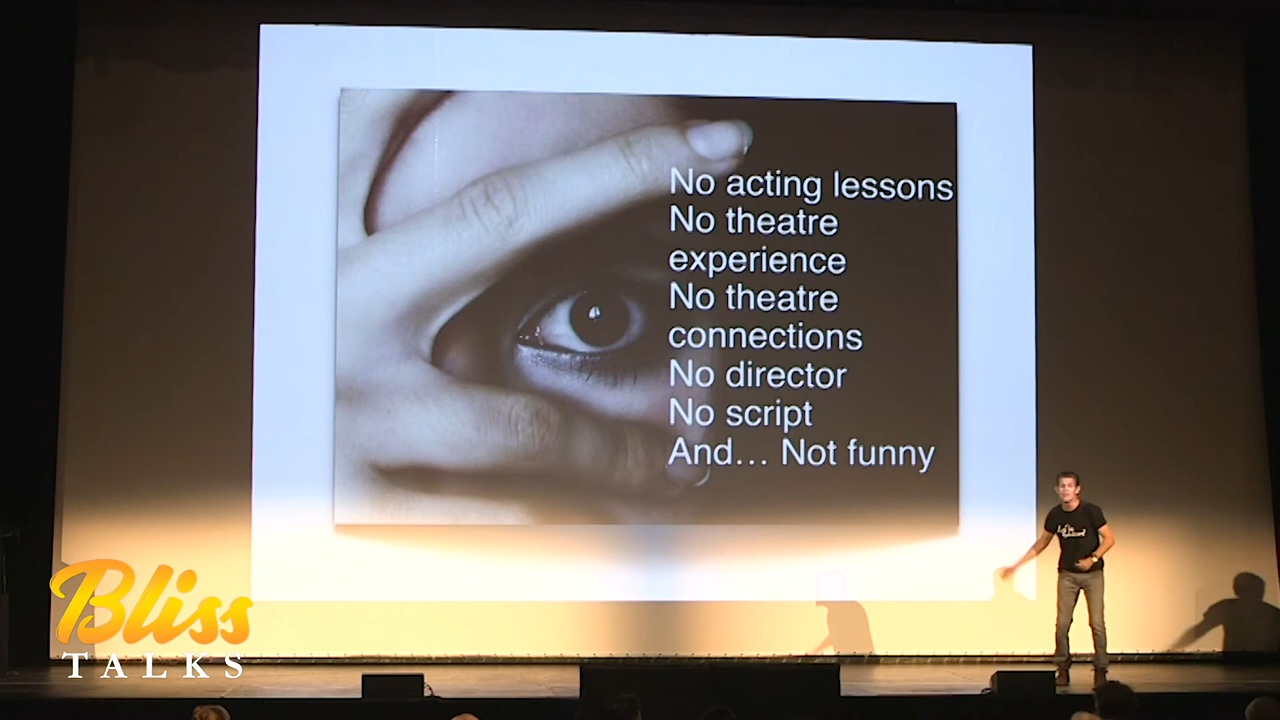 No acting lessons
No theatre
experience
No theatre
connections
No director
No script
And... Not funny
Bliss
TALKS